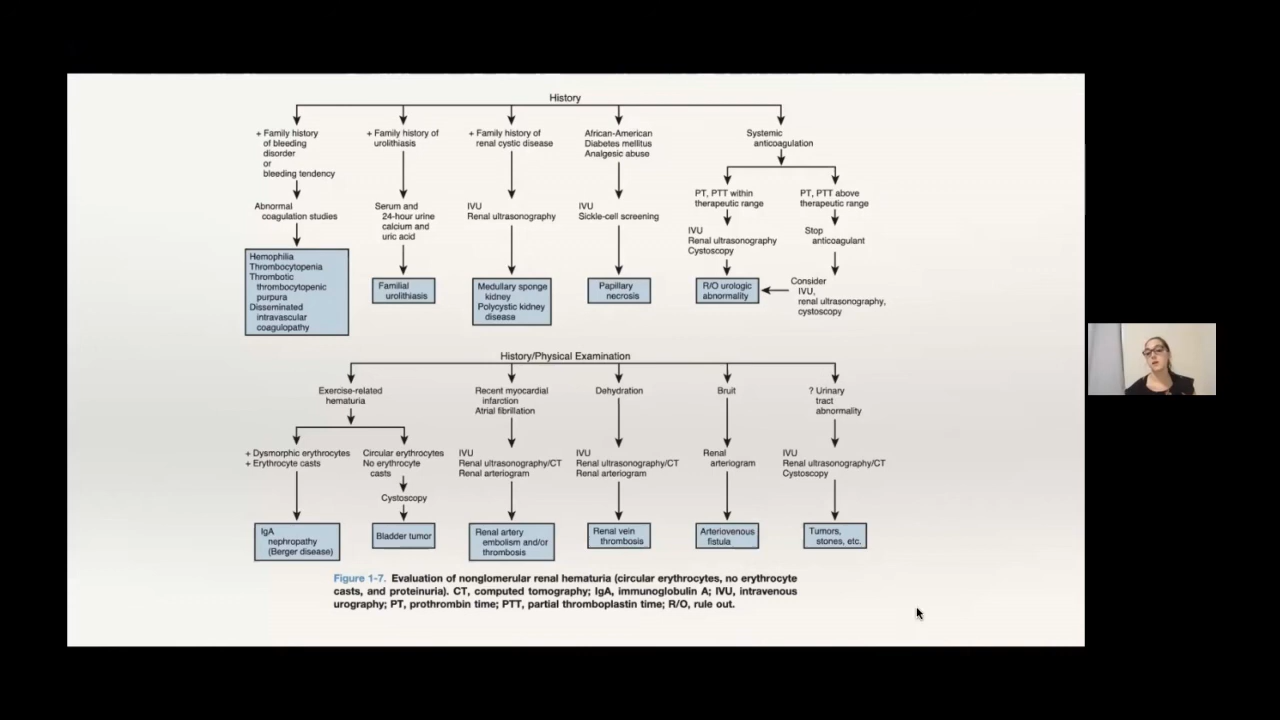 History
+ Family history
of bleeding
disorder
or
bleeding tendency
Abnormal
coagulation studies
Hemophilia
Thrombocytopenia
Thrombotic
thrombocytopenic
purpura
Disseminated
intravascular
coagulopathy
+ Family history of
urolithiasis
Serum and
24-hour urine
calcium and
uric acid
Familial
urolithiasis
+ Family history of
renal cystic disease
IVU
Renal ultrasonography
Medullary sponge
kidney
Polycystic kidney
disease
African-American
Diabetes mellitus
Analgesic abuse
IVU
Sickle-cell screening
Papillary
necrosis
Systemic
anticoagulation
PT, PTT within
therapeutic range
IVU
Renal ultrasonography
Cystoscopy
R/O urologic
abnormality
PT, PTT above
therapeutic range
Stop
anticoagulant
Consider
IVU,
renal ultrasonography,
cystoscopy
History/Physical Examination
Exercise-related
hematuria
+ Dysmorphic erythrocytes
+ Erythrocyte casts
IgA
nephropathy
(Berger disease)
Circular erythrocytes
No erythrocyte
casts
Cystoscopy
Bladder tumor
Recent myocardial
infarction
Atrial fibrillation
IVU
Renal ultrasonography/CT
Renal arteriogram
Renal artery
embolism and/or
thrombosis
Dehydration
IVU
Renal ultrasonography/CT
Renal arteriogram
Renal vein
thrombosis
Bruit
Renal
arteriogram
Arteriovenous
fistula
? Urinary
tract
abnormality
IVU
Renal ultrasonography/CT
Cystoscopy
Tumors,
stones, etc.
Figure 1-7. Evaluation of nonglomerular renal hematuria (circular erythrocytes, no erythrocyte
casts, and proteinuria). CT, computed tomography; IgA, immunoglobulin A; IVU, intravenous
urography; PT, prothrombin time; PTT, partial thromboplastin time; R/O, rule out.